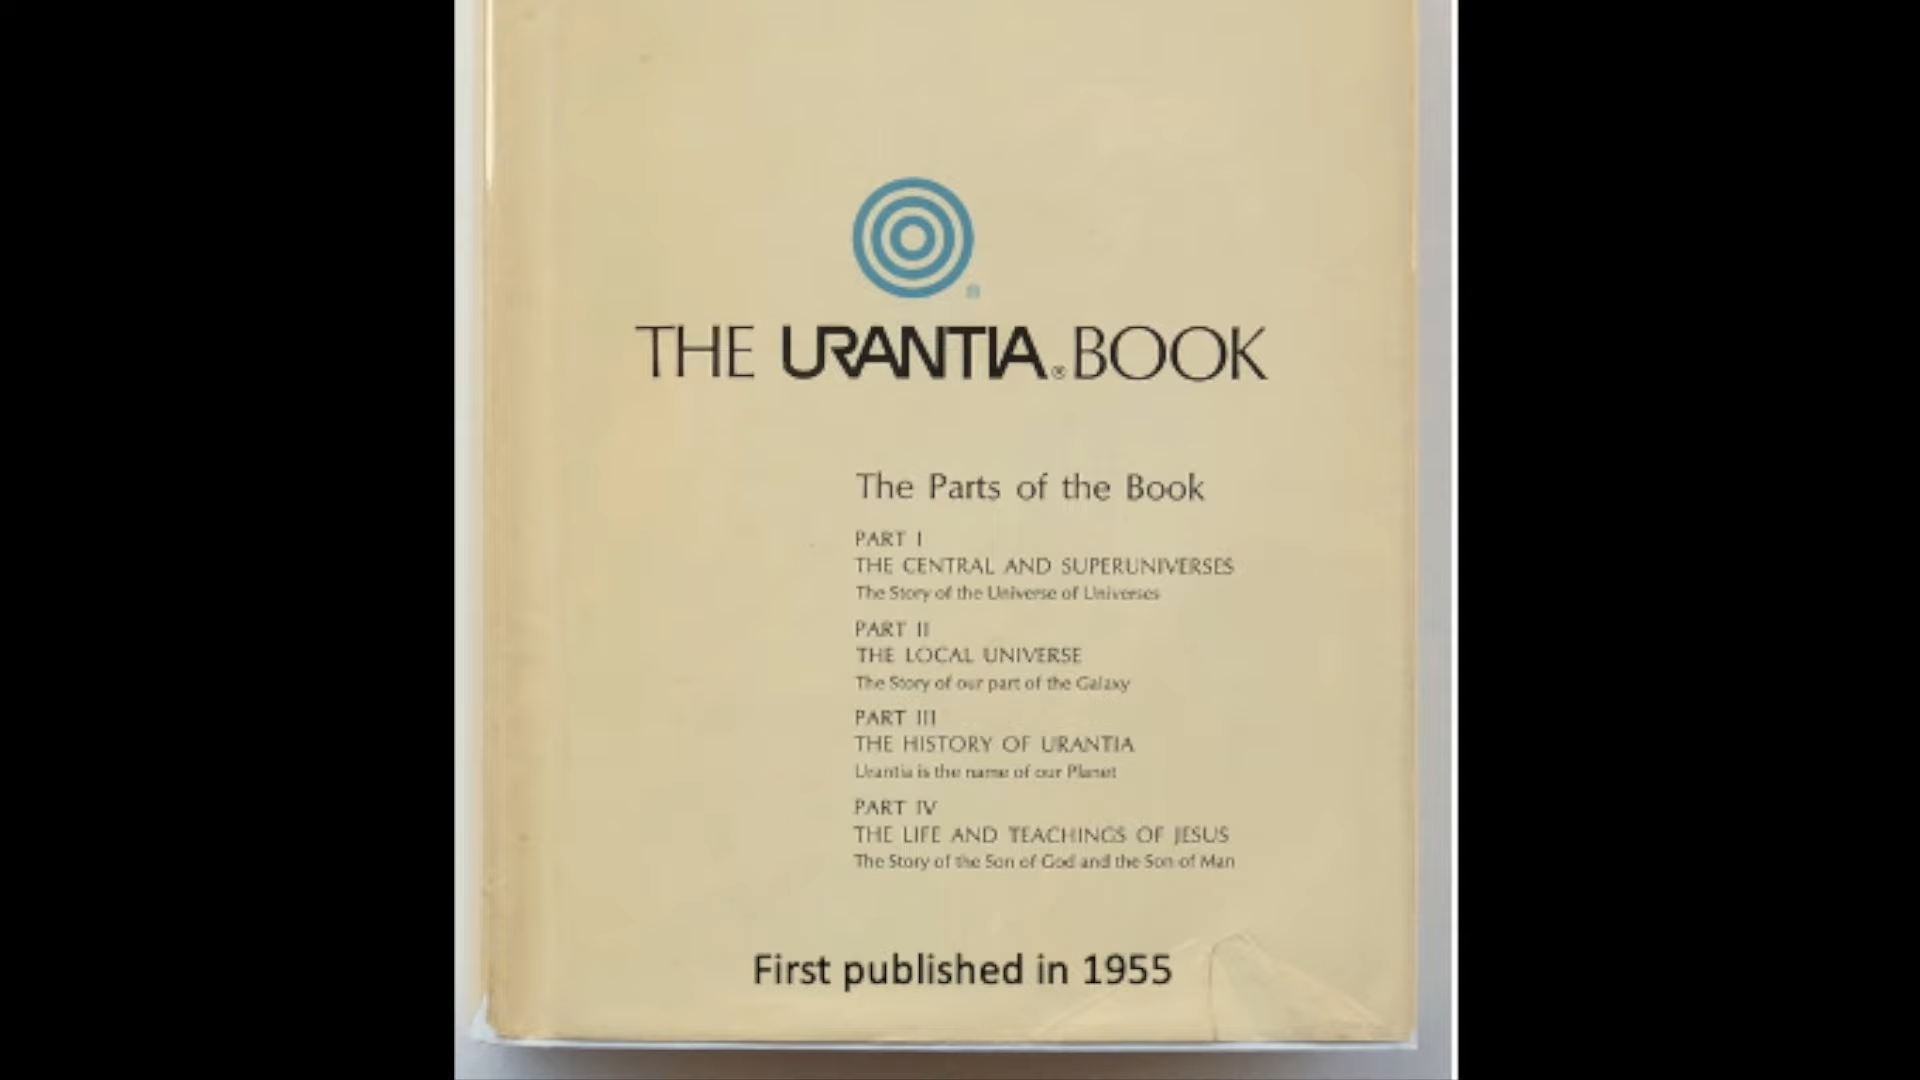 ®
THE URANTIA® BOOK
The Parts of the Book
PART I
THE CENTRAL AND SUPERUNIVERSES
The Story of the Universe of Universes
PART II
THE LOCAL UNIVERSE
The Story of our part of the Galaxy
PART III
THE HISTORY OF URANTIA
Urantia is the name of our Planet
PART IV
THE LIFE AND TEACHINGS OF JESUS
The Story of the Son of God and the Son of Man
First published in 1955